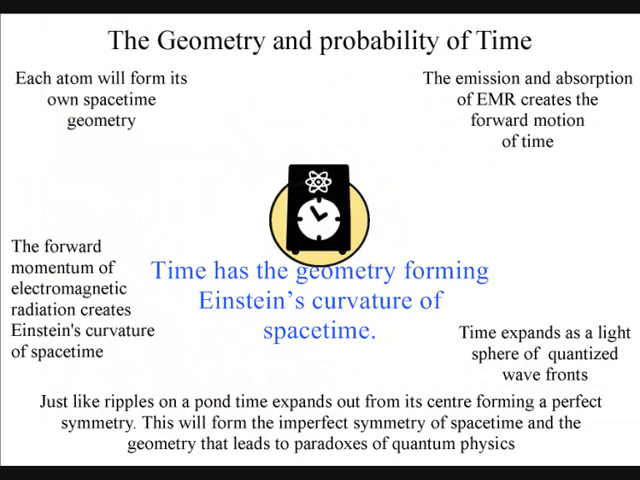 The Geometry and probability of Time
Each atom will form its
own spacetime
geometry
The emission and absorption
of EMR creates the
forward motion
of time
The forward
momentum of
electromagnetic
radiation creates
Einstein's curvature
of spacetime
Time has the geometry forming
Einstein’s curvature of
spacetime.
Time expands as a light
sphere of quantized
wave fronts
Just like ripples on a pond time expands out from its centre forming a perfect
symmetry. This will form the imperfect symmetry of spacetime and the
geometry that leads to paradoxes of quantum physics